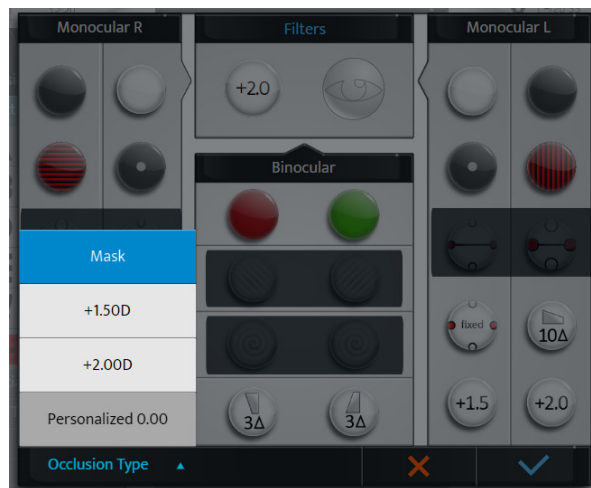 Monocular R
Filters
Monocular L
+2.0
Binocular
Mask
+1.50D
+2.00D
Personalized 0.00
fixed
10Δ
3Δ
3Δ
+1.5
+2.0
Occlusion Type